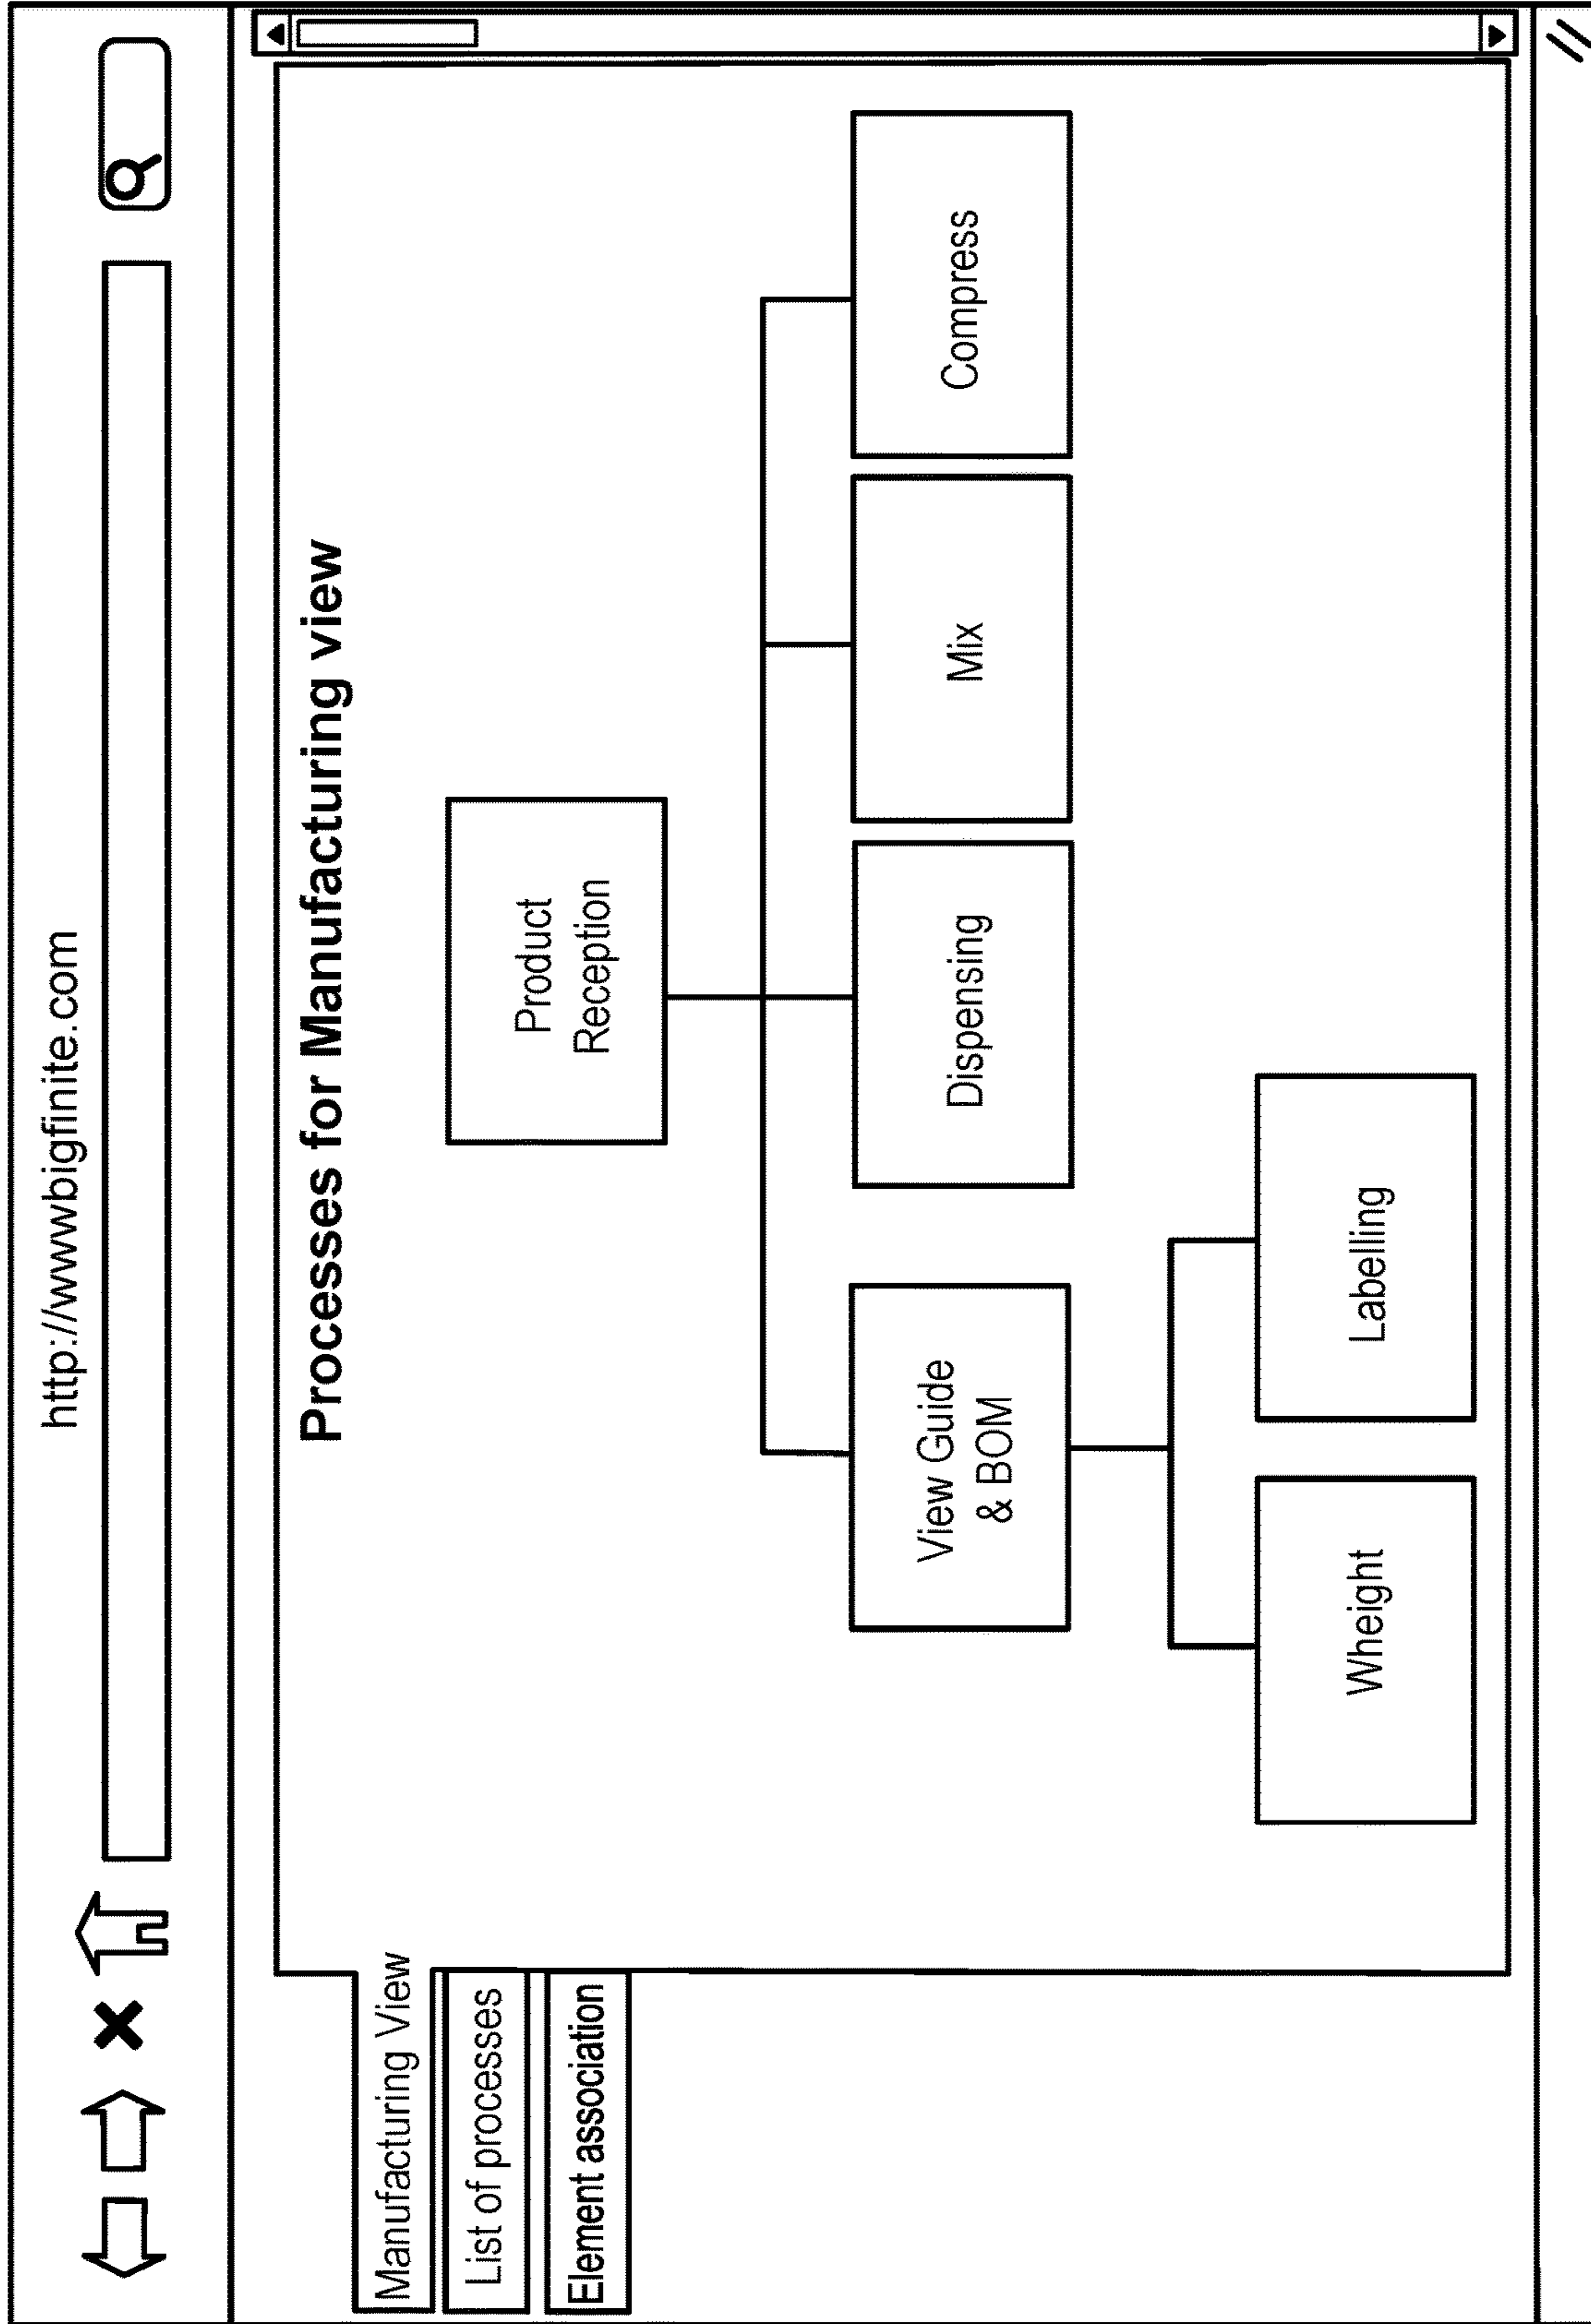 http://wwwbigfinite.com
Manufacturing View
List of processes
Element association
Processes for Manufacturing view
Product
Reception
View Guide
& BOM
Dispensing
Mix
Compress
Wheight
Labelling